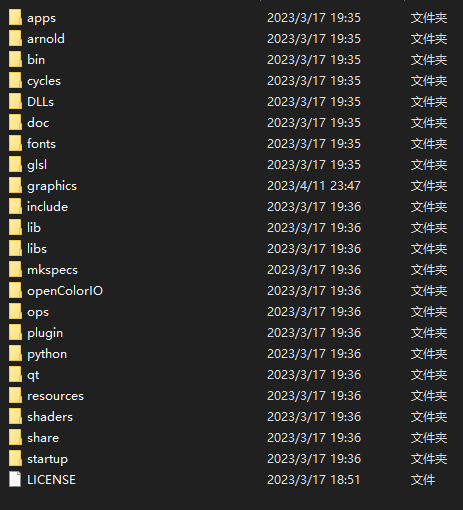 apps 2023/3/17 19:35 文件夹
arnold 2023/3/17 19:35 文件夹
bin 2023/3/17 19:35 文件夹
cycles 2023/3/17 19:35 文件夹
DLLs 2023/3/17 19:35 文件夹
doc 2023/3/17 19:35 文件夹
fonts 2023/3/17 19:35 文件夹
glsl 2023/3/17 19:35 文件夹
graphics 2023/4/11 23:47 文件夹
include 2023/3/17 19:36 文件夹
lib 2023/3/17 19:36 文件夹
libs 2023/3/17 19:36 文件夹
mkspecs 2023/3/17 19:36 文件夹
openColorIO 2023/3/17 19:36 文件夹
ops 2023/3/17 19:36 文件夹
plugin 2023/3/17 19:36 文件夹
python 2023/3/17 19:36 文件夹
qt 2023/3/17 19:36 文件夹
resources 2023/3/17 19:36 文件夹
shaders 2023/3/17 19:36 文件夹
share 2023/3/17 19:36 文件夹
startup 2023/3/17 19:36 文件夹
LICENSE 2023/3/17 18:51 文件